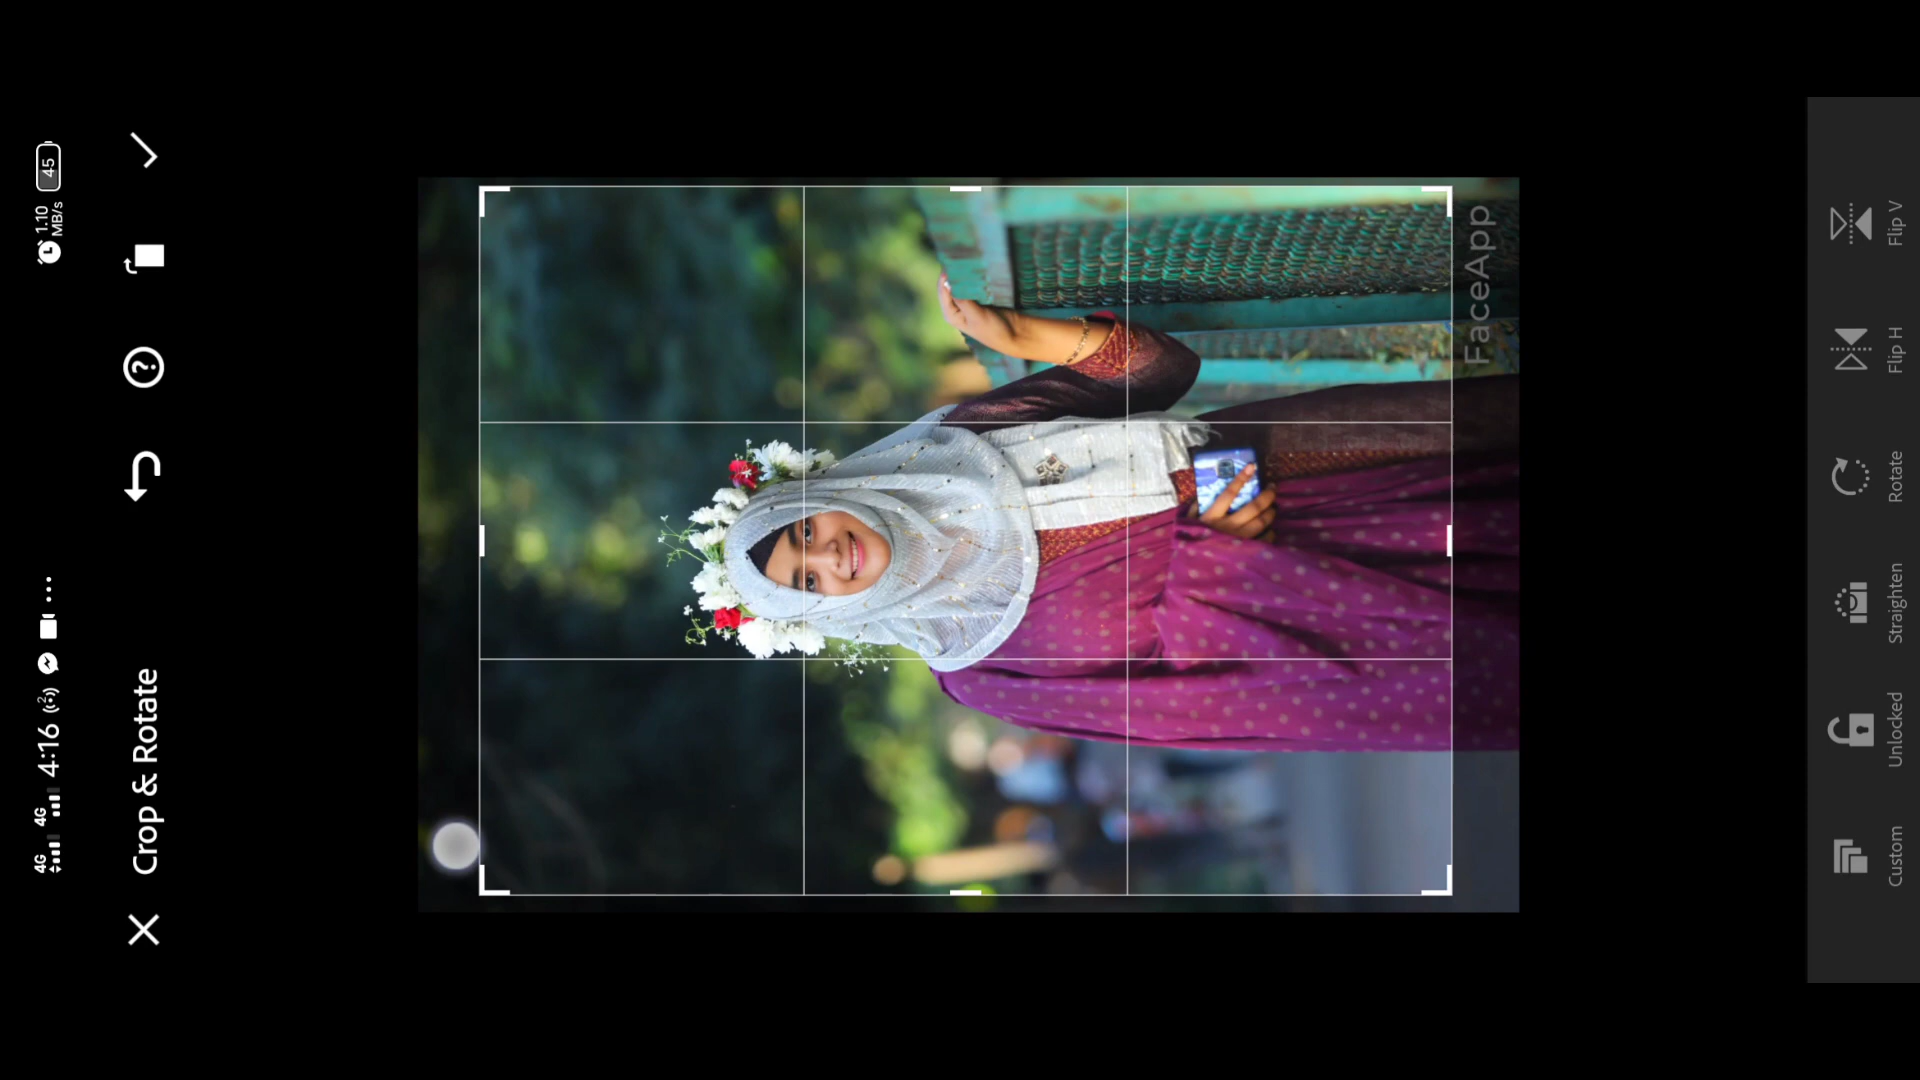 4G 4G 4:16 ... 1.10 MB/s 45
Crop & Rotate
FaceApp
Custom
Unlocked
Straighten
Rotate
Flip H
Flip V